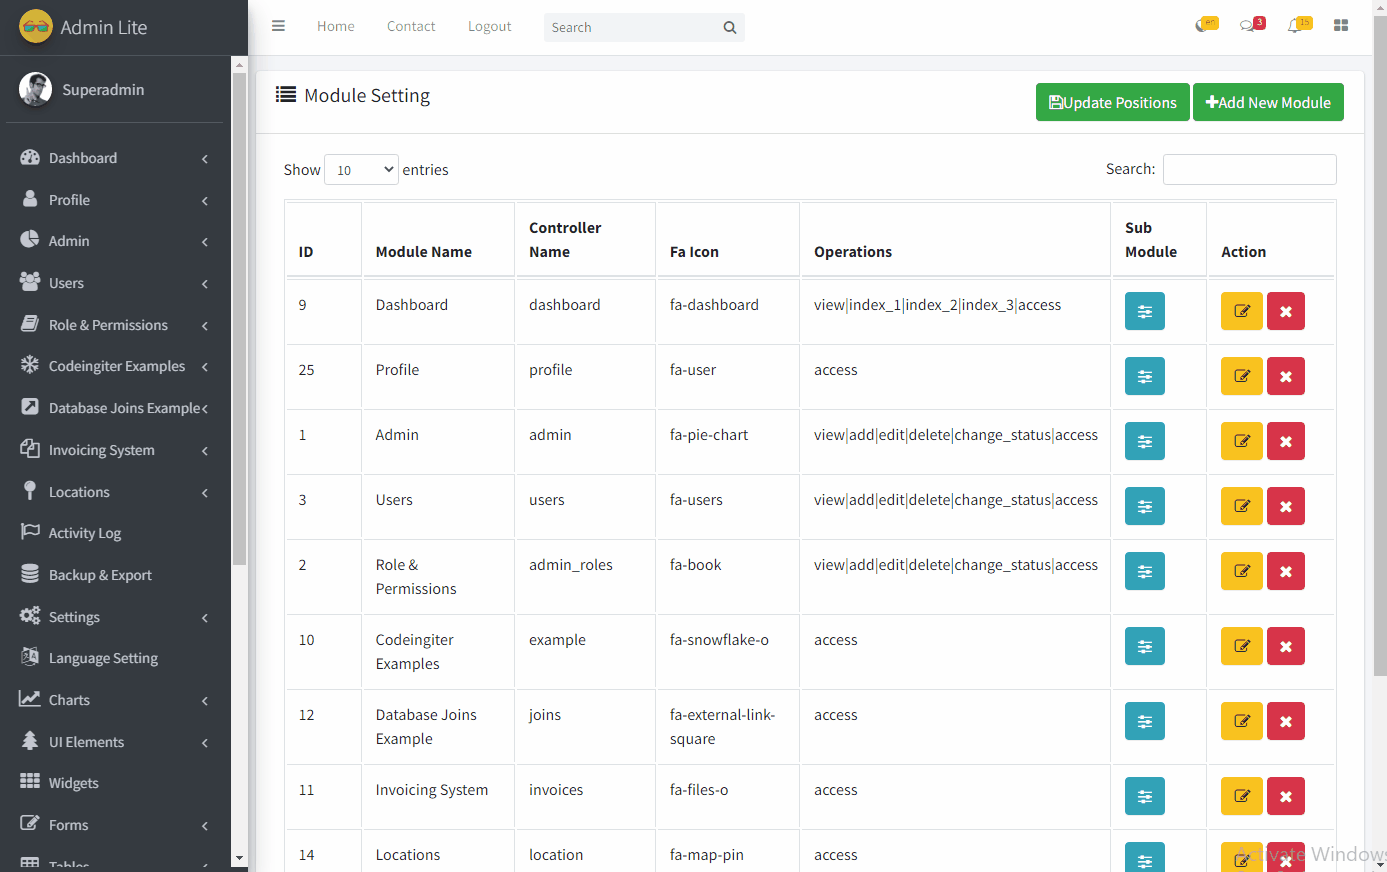 Admin Lite
Home Contact Logout Search
en 3 15
Superadmin
Dashboard
Profile
Admin
Users
Role & Permissions
Codeingiter Examples
Database Joins Example
Invoicing System
Locations
Activity Log
Backup & Export
Settings
Language Setting
Charts
UI Elements
Widgets
Forms
Tables
Module Setting
Update Positions Add New Module
Show 10 entries Search:
ID Module Name Controller Name Fa Icon Operations Sub Module Action
9 Dashboard dashboard fa-dashboard view|index_1|index_2|index_3|access
25 Profile profile fa-user access
1 Admin admin fa-pie-chart view|add|edit|delete|change_status|access
3 Users users fa-users view|add|edit|delete|change_status|access
2 Role & Permissions admin_roles fa-book view|add|edit|delete|change_status|access
10 Codeingiter Examples example fa-snowflake-o access
12 Database Joins Example joins fa-external-link-square access
11 Invoicing System invoices fa-files-o access
14 Locations location fa-map-pin access
Activate Windows